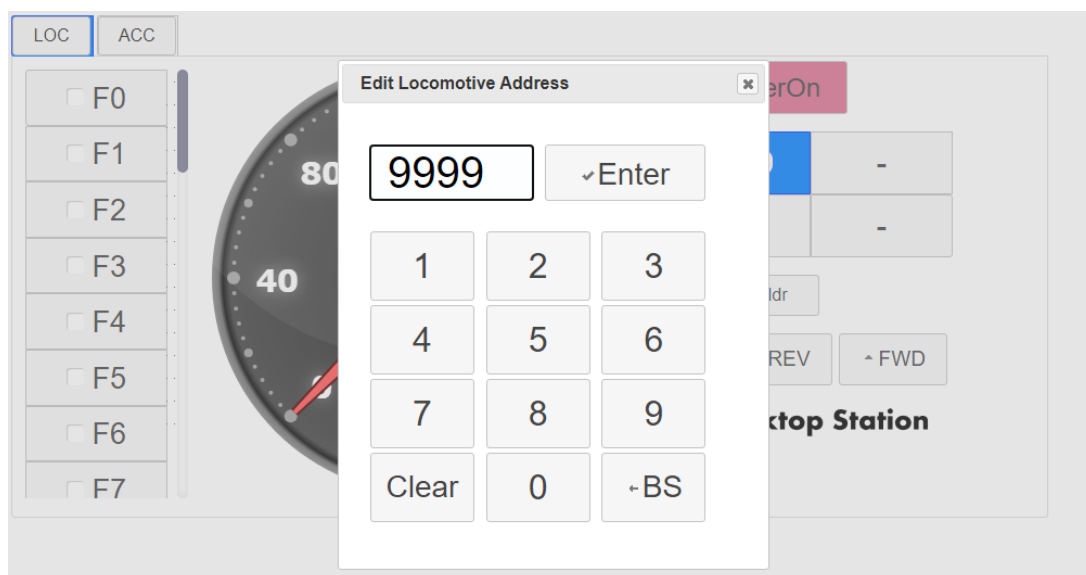 LOC ACC
Edit Locomotive Address
F0
F1
F2
F3
F4
F5
F6
F7
80
40
0
9999
Enter
1 2 3
4 5 6
7 8 9
Clear 0 BS
erOn
-
-
ldr
REV FWD
ktop Station